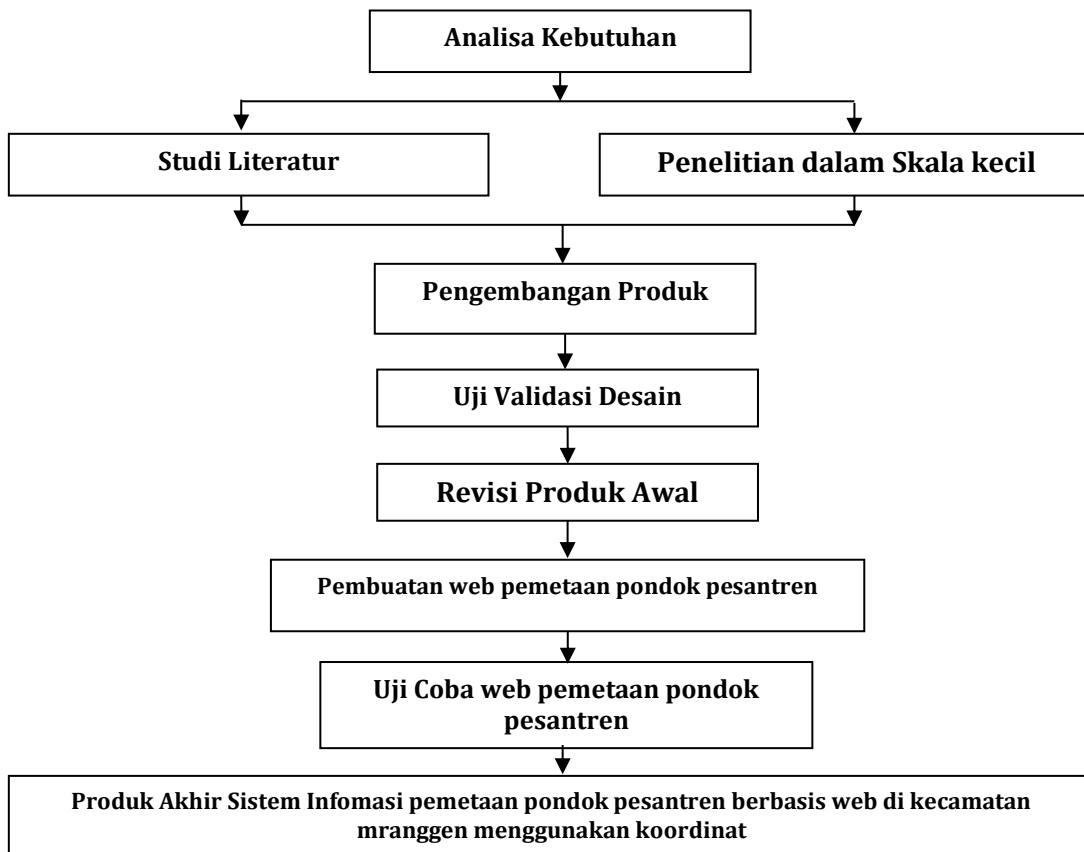 Analisa Kebutuhan
Studi Literatur
Penelitian dalam Skala kecil
Pengembangan Produk
Uji Validasi Desain
Revisi Produk Awal
Pembuatan web pemetaan pondok pesantren
Uji Coba web pemetaan pondok
pesantren
Produk Akhir Sistem Infomasi pemetaan pondok pesantren berbasis web di kecamatan
mranggen menggunakan koordinat